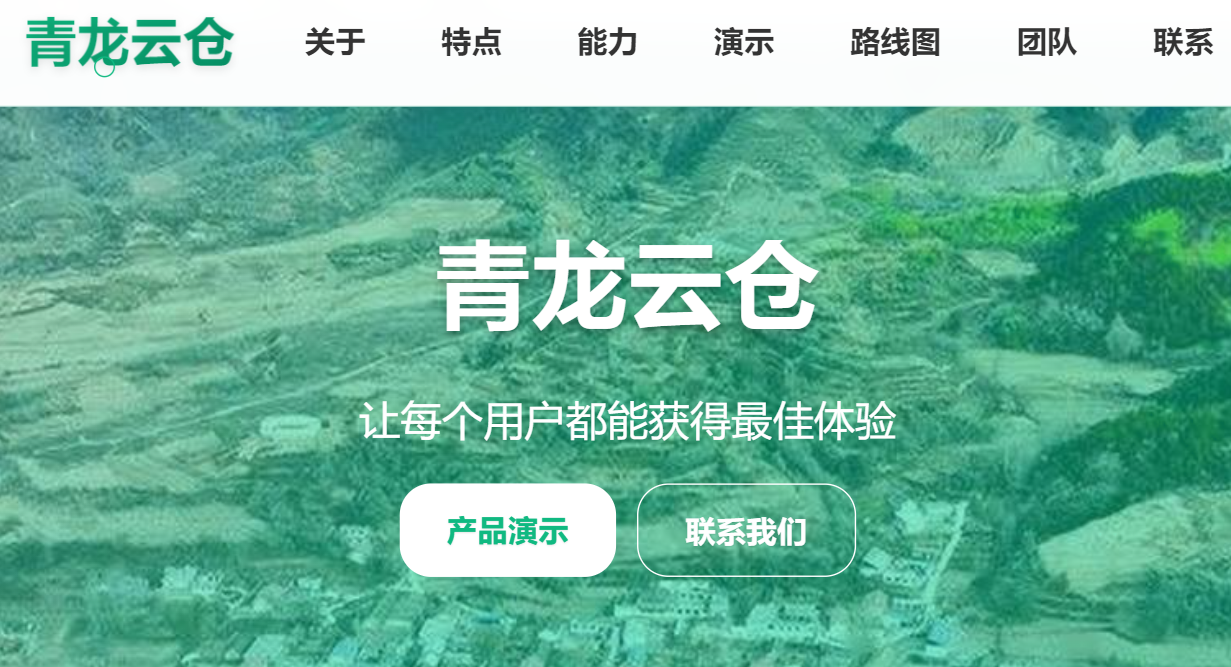 青龙云仓 关于 特点 能力 演示 路线图 团队 联系
青龙云仓
让每个用户都能获得最佳体验
产品演示 联系我们